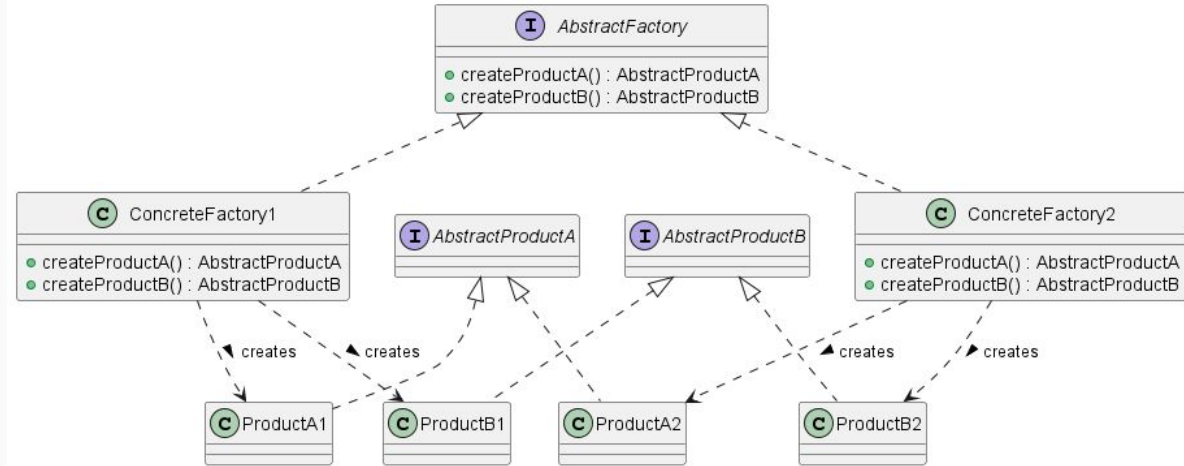 I AbstractFactory
createProductA() : AbstractProductA
createProductB() : AbstractProductB
C ConcreteFactory1
createProductA() : AbstractProductA
createProductB() : AbstractProductB
I AbstractProductA
I AbstractProductB
C ConcreteFactory2
createProductA() : AbstractProductA
createProductB() : AbstractProductB
creates
creates
creates
creates
C ProductA1
C ProductB1
C ProductA2
C ProductB2